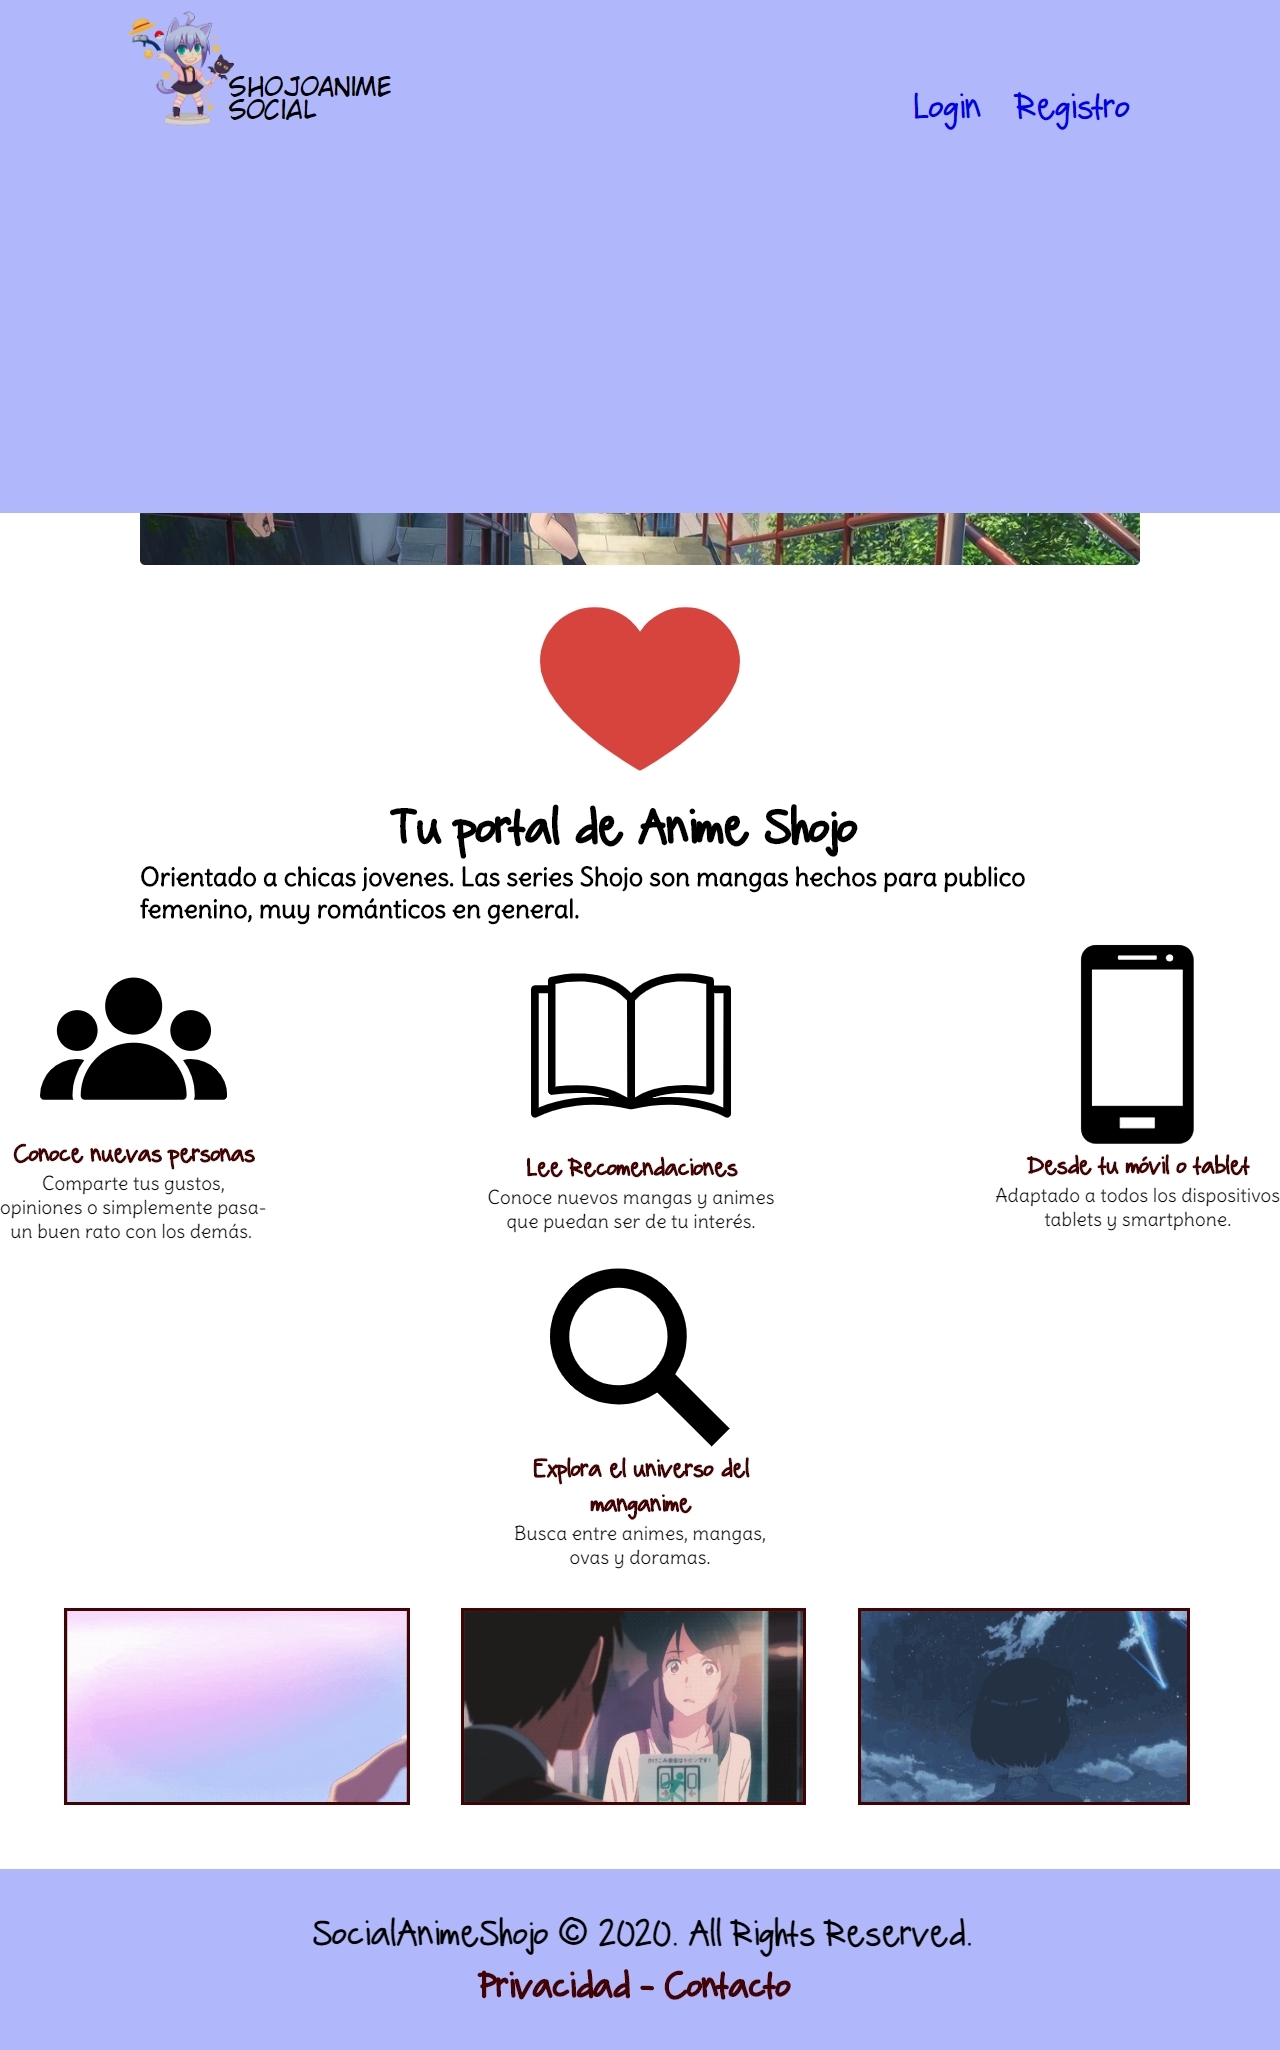 SHOJOANIME
SOCIAL
Login Registro
Tu portal de Anime Shojo
Orientado a chicas jovenes. Las series Shojo son mangas hechos para publico
femenino, muy románticos en general.
Conoce nuevas personas
Comparte tus gustos,
opiniones o simplemente pasa-
un buen rato con los demás.
Lee Recomendaciones
Conoce nuevos mangas y animes
que puedan ser de tu interés.
Desde tu móvil o tablet
Adaptado a todos los dispositivos
tablets y smartphone.
Explora el universo del
manganime
Busca entre animes, mangas,
ovas y doramas.
SocialAnimeShojo © 2020. All Rights Reserved.
Privacidad - Contacto